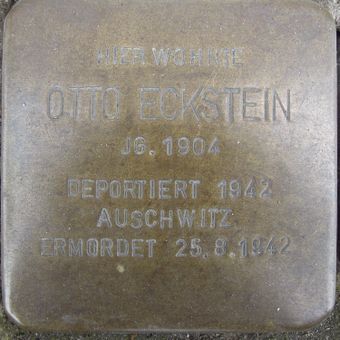 HIER WOHNTE
OTTO ECKSTEIN
JG. 1904
DEPORTIERT 1942
AUSCHWITZ
ERMORDET 25.8.1942